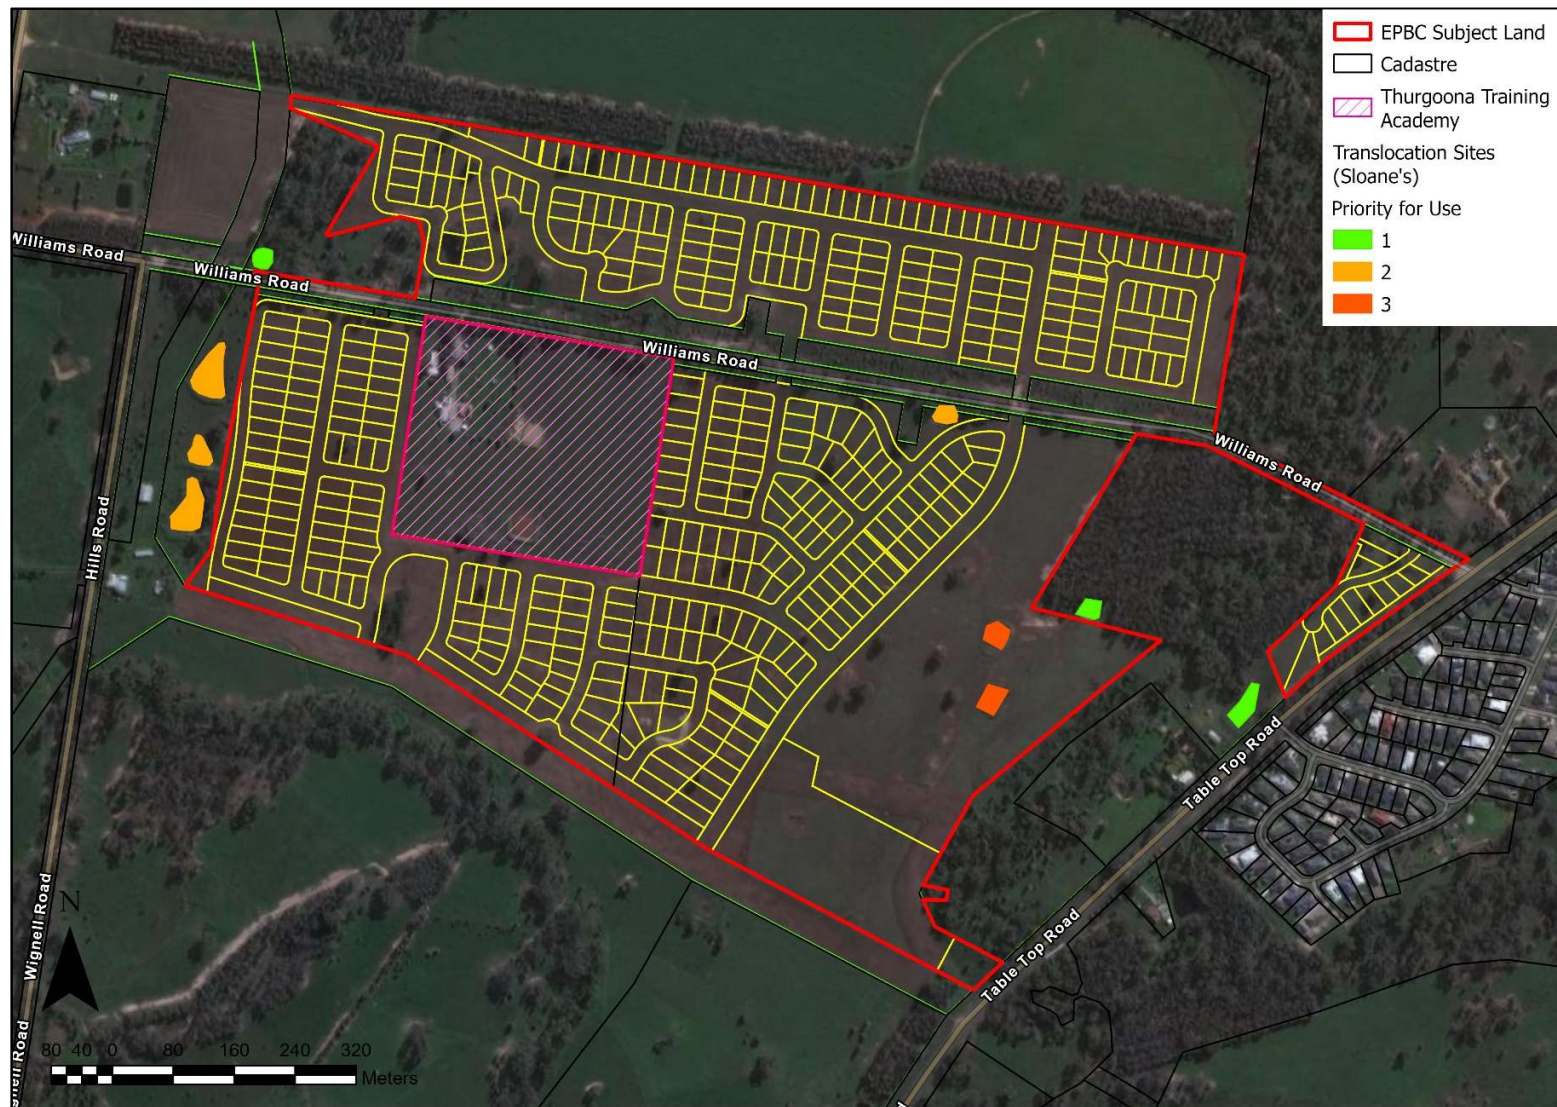 EPBC Subject Land
Cadastre
Thurgoona Training
Academy
Translocation Sites
(Sloane's)
Priority for Use
1
2
3
Williams Road
Williams Road
Williams Road
Williams Road
Hills Road
Table Top Road
Wignell Road
Table Top Road
N
80 40 0 80 160 240 320
Meters